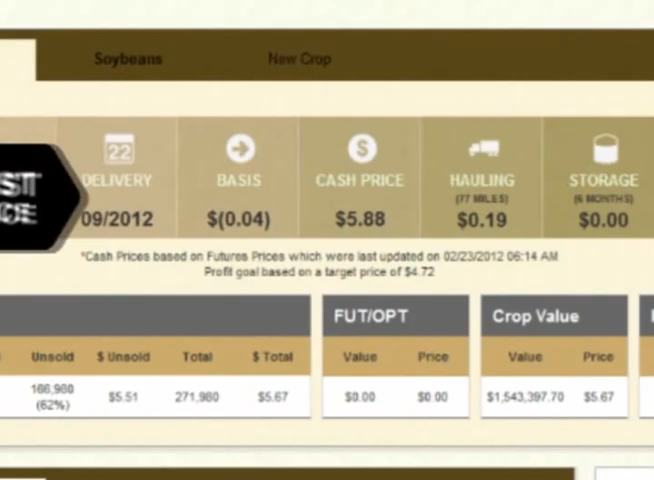 Soybeans New Crop
DELIVERY BASIS CASH PRICE HAULING STORAGE
(77 MILES) (6 MONTHS)
09/2012 $(0.04) $5.88 $0.19 $0.00
*Cash Prices based on Futures Prices which were last updated on 02/23/2012 06:14 AM
Profit goal based on a target price of $4.72
FUT/OPT Crop Value
Unsold $ Unsold Total $ Total Value Price Value Price
166,980 (62%) $5.51 271,980 $5.67 $0.00 $0.00 $1,543,397.70 $5.67